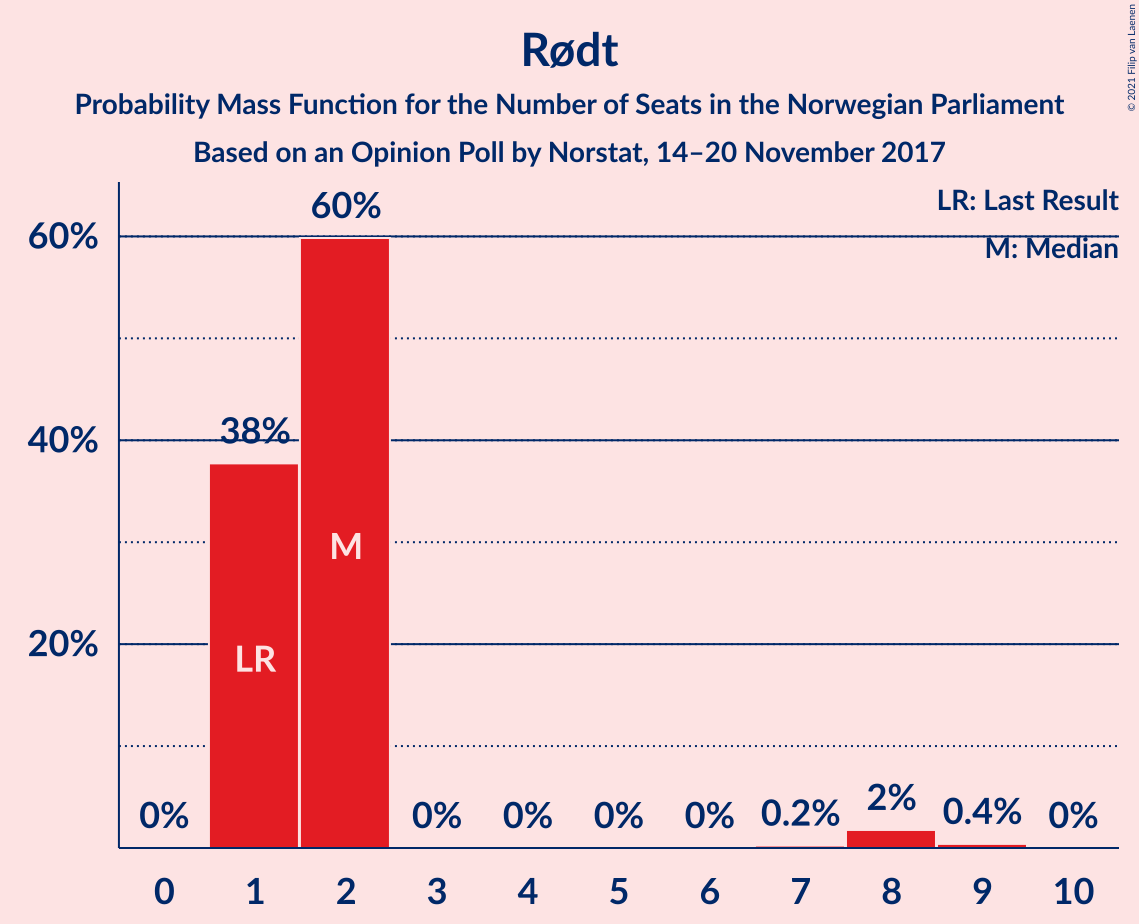 Rødt
Probability Mass Function for the Number of Seats in the Norwegian Parliament
Based on an Opinion Poll by Norstat, 14–20 November 2017
© 2021 Filip van Laenen
LR: Last Result
M: Median
60%
40%
20%
0%
38%
60%
0%
0%
0%
0%
0.2%
2%
0.4%
0%
LR
M
0 1 2 3 4 5 6 7 8 9 10